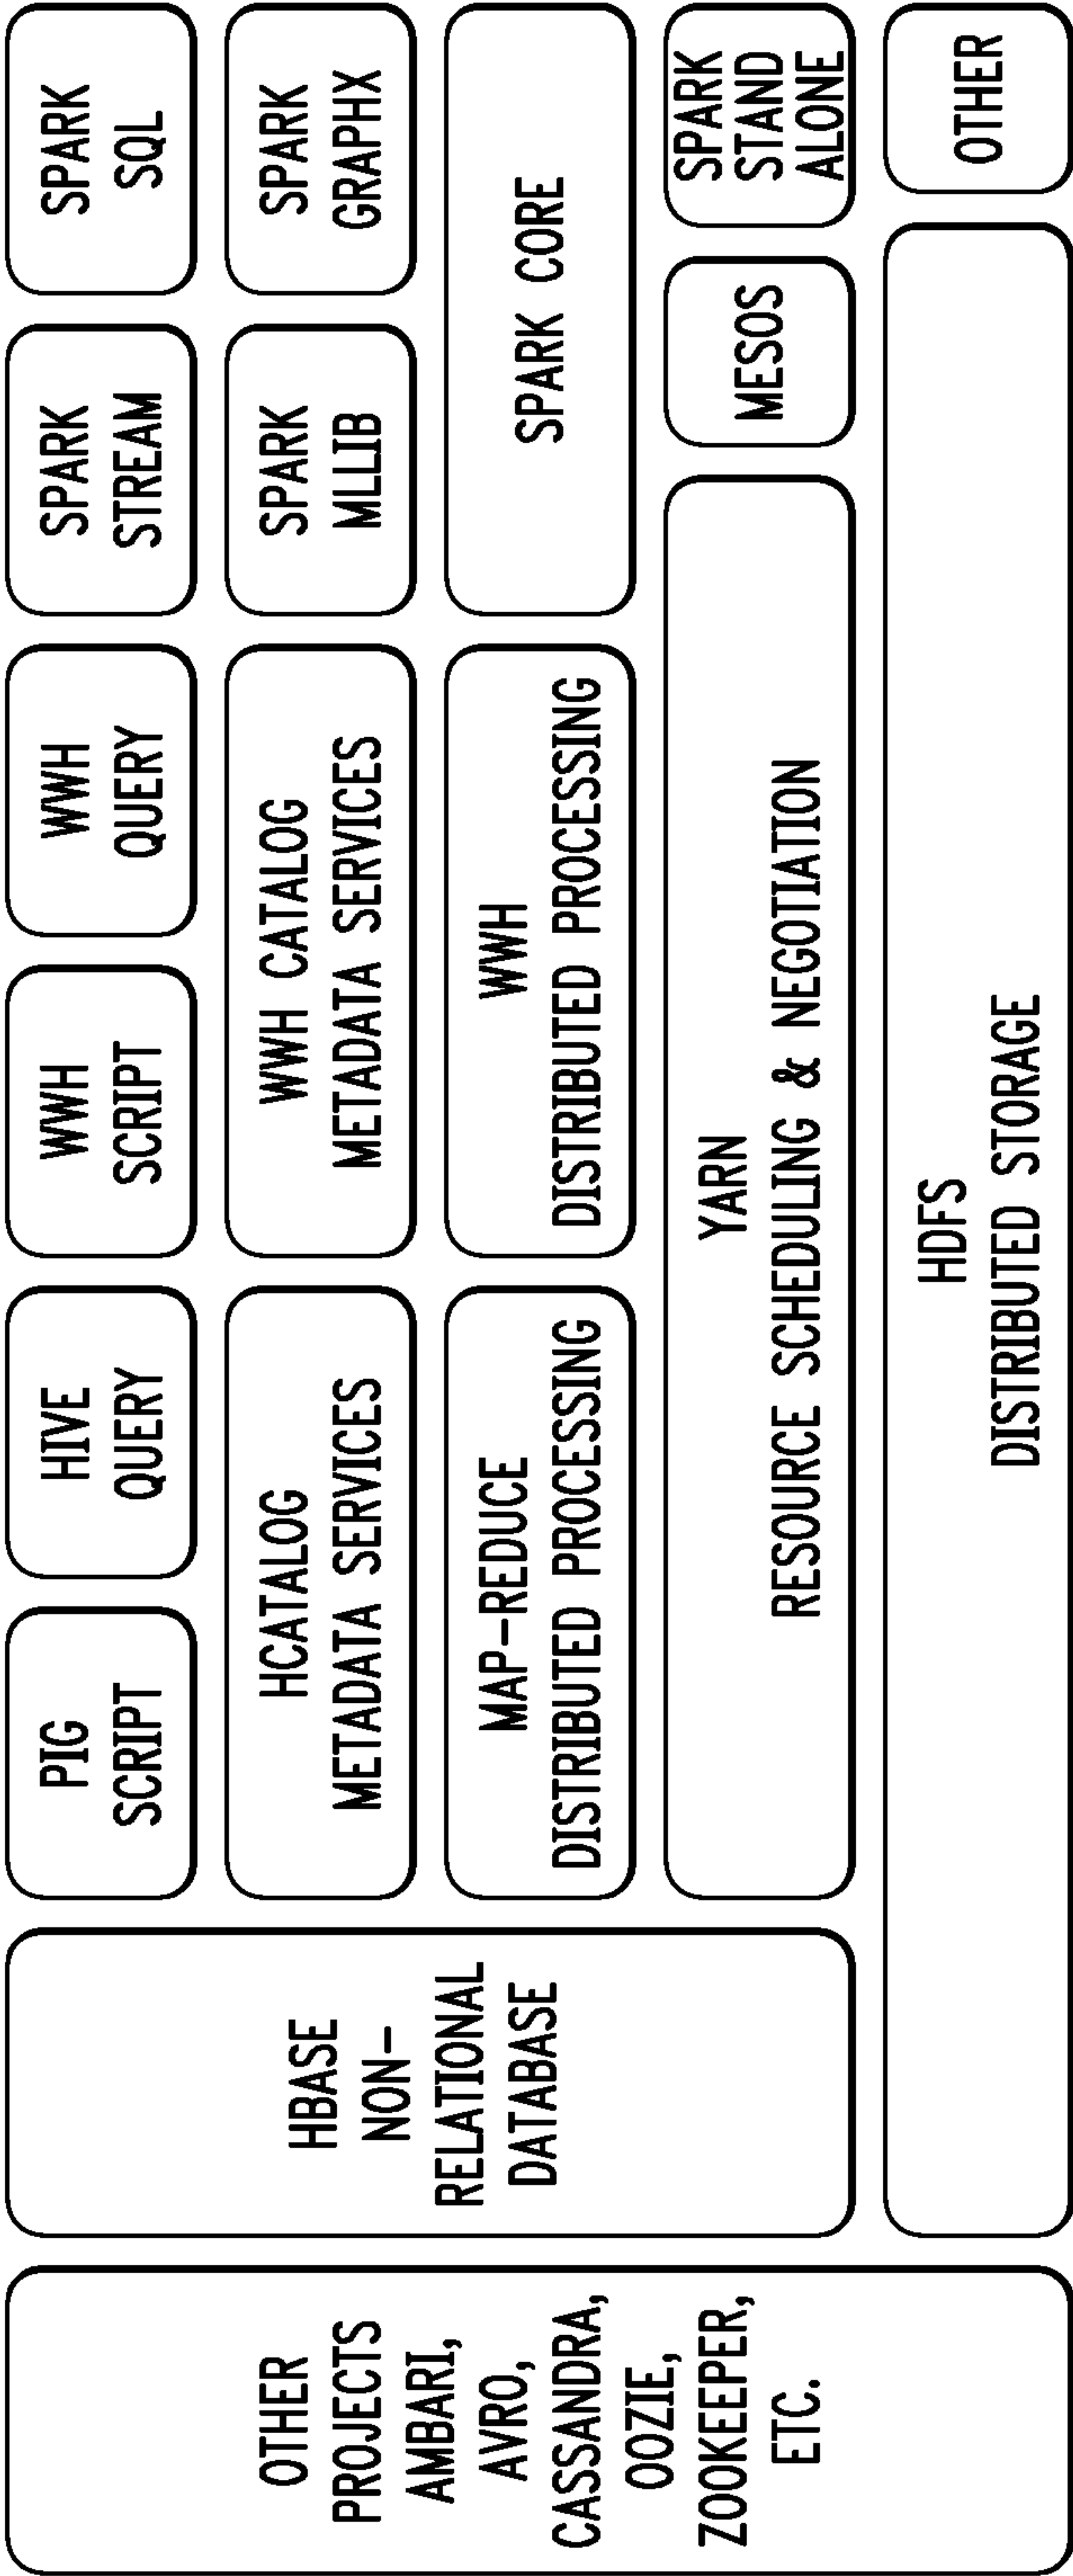 OTHER
PROJECTS
AMBARI,
AVRO,
CASSANDRA,
OOZIE,
ZOOKEEPER,
ETC.
HBASE
NON-
RELATIONAL
DATABASE
PIG
SCRIPT
HIVE
QUERY
WWH
SCRIPT
WWH
QUERY
SPARK
STREAM
SPARK
SQL
HCATALOG
METADATA SERVICES
WWH CATALOG
METADATA SERVICES
SPARK
MLLIB
SPARK
GRAPHX
MAP-REDUCE
DISTRIBUTED PROCESSING
WWH
DISTRIBUTED PROCESSING
SPARK CORE
YARN
RESOURCE SCHEDULING & NEGOTIATION
MESOS
SPARK
STAND
ALONE
HDFS
DISTRIBUTED STORAGE
OTHER